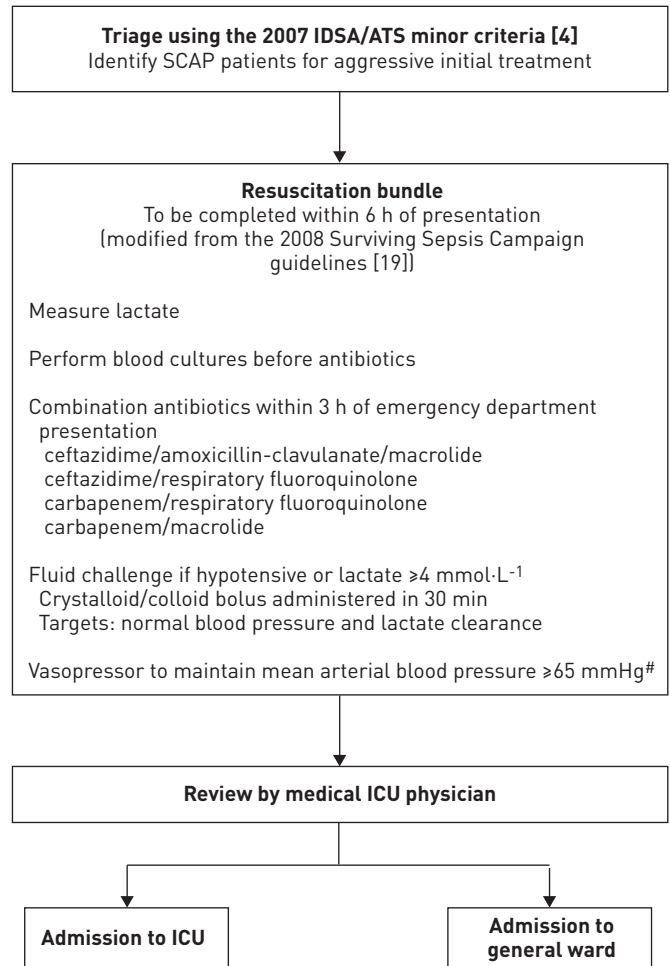 Triage using the 2007 IDSA/ATS minor criteria [4]
Identify SCAP patients for aggressive initial treatment
Resuscitation bundle
To be completed within 6 h of presentation
(modified from the 2008 Surviving Sepsis Campaign
guidelines [19])
Measure lactate
Perform blood cultures before antibiotics
Combination antibiotics within 3 h of emergency department
presentation
ceftazidime/amoxicillin-clavulanate/macrolide
ceftazidime/respiratory fluoroquinolone
carbapenem/respiratory fluoroquinolone
carbapenem/macrolide
Fluid challenge if hypotensive or lactate ≥4 mmol·L-1
Crystalloid/colloid bolus administered in 30 min
Targets: normal blood pressure and lactate clearance
Vasopressor to maintain mean arterial blood pressure ≥65 mmHg#
Review by medical ICU physician
Admission to ICU
Admission to
general ward